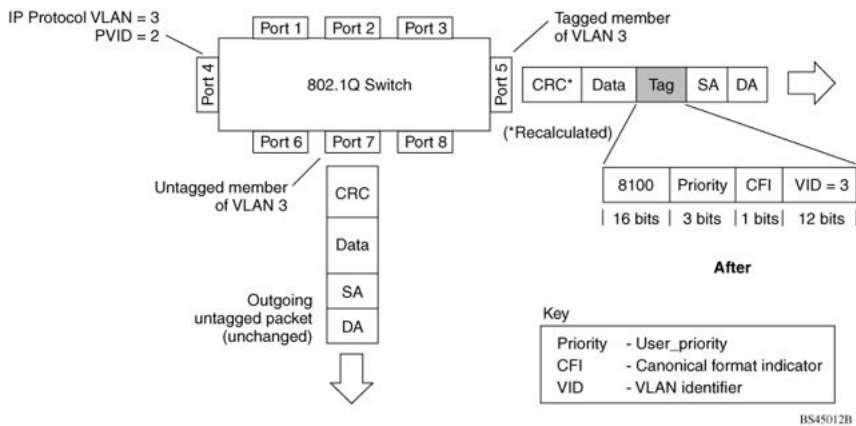 IP Protocol VLAN = 3
PVID = 2
Port 1
Port 2
Port 3
Tagged member
of VLAN 3
Port 4
802.1Q Switch
Port 5
CRC*
Data
Tag
SA
DA
(*Recalculated)
Port 6
Port 7
Port 8
Untagged member
of VLAN 3
CRC
Data
SA
DA
Outgoing
untagged packet
(unchanged)
8100
Priority
CFI
VID = 3
16 bits
3 bits
1 bits
12 bits
After
Key
Priority - User_priority
CFI - Canonical format indicator
VID - VLAN identifier
BS45012B